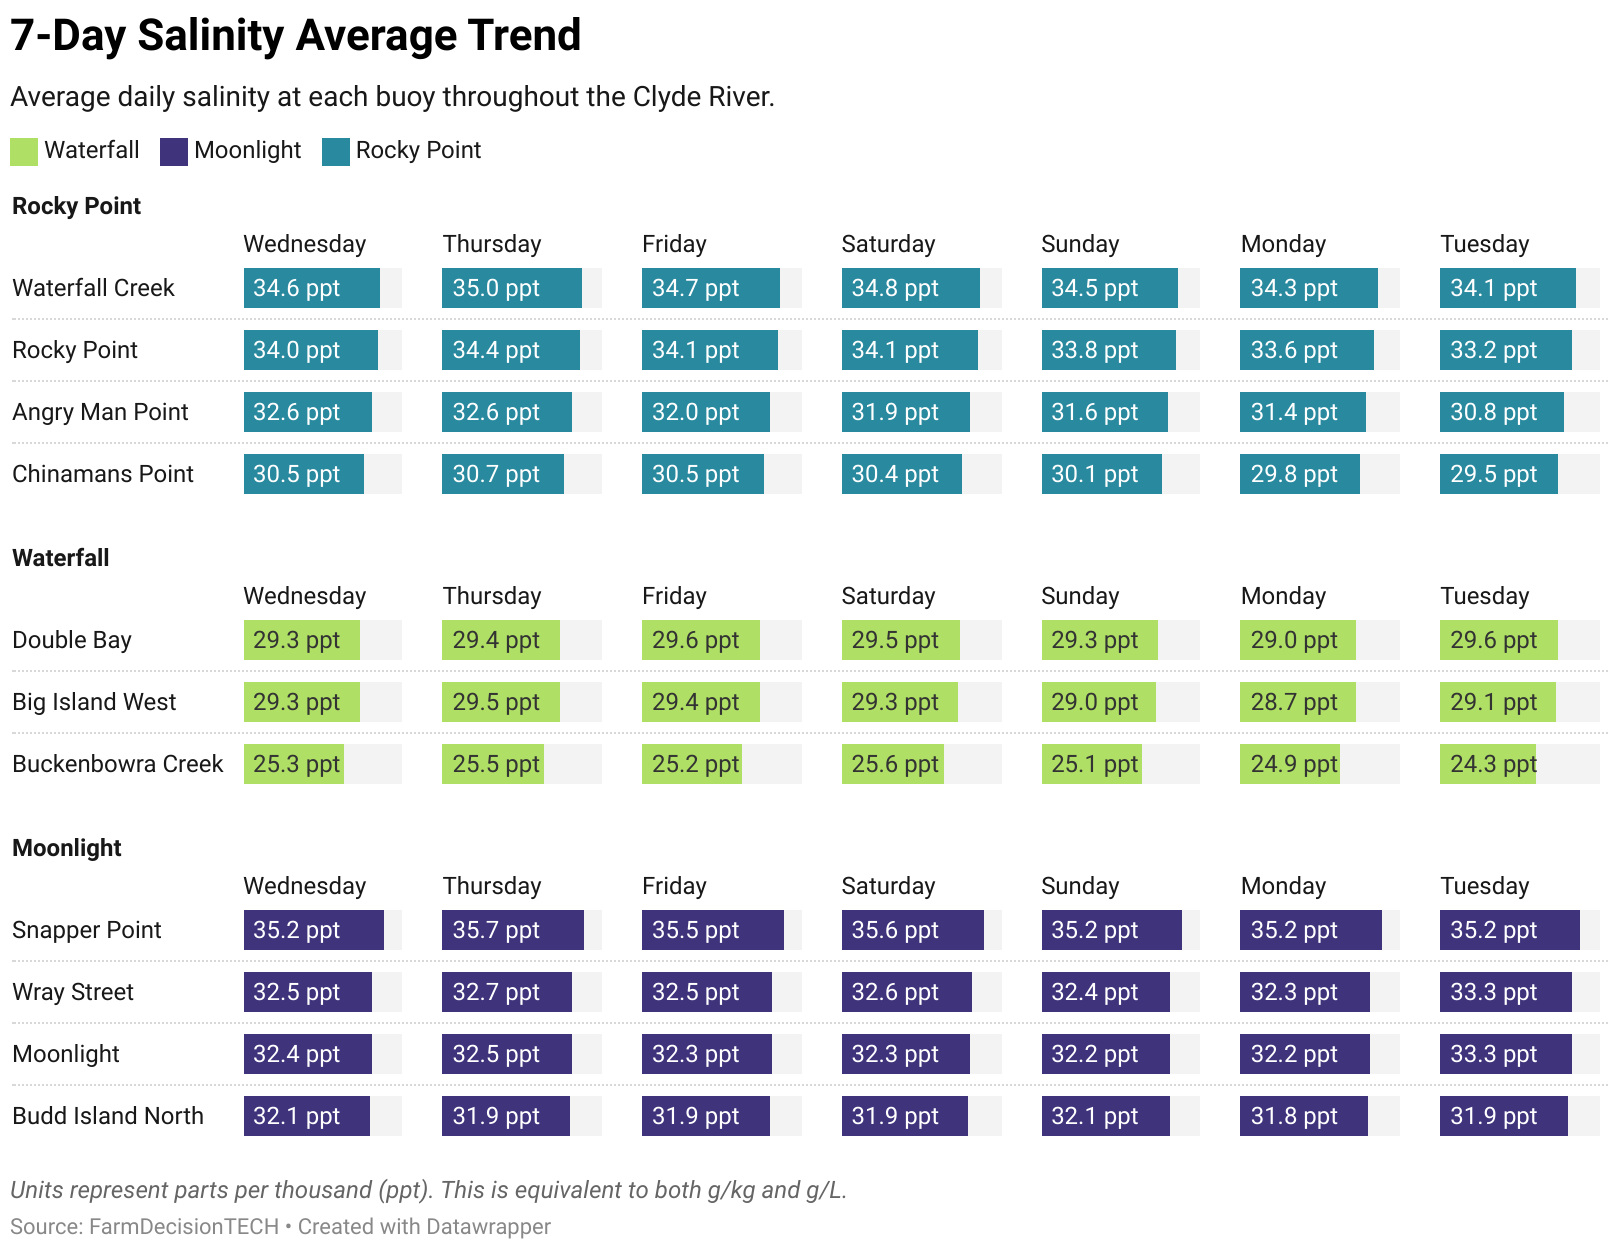 7-Day Salinity Average Trend
Average daily salinity at each buoy throughout the Clyde River.
Waterfall Moonlight Rocky Point
Rocky Point
Wednesday Thursday Friday Saturday Sunday Monday Tuesday
Waterfall Creek 34.6 ppt 35.0 ppt 34.7 ppt 34.8 ppt 34.5 ppt 34.3 ppt 34.1 ppt
Rocky Point 34.0 ppt 34.4 ppt 34.1 ppt 34.1 ppt 33.8 ppt 33.6 ppt 33.2 ppt
Angry Man Point 32.6 ppt 32.6 ppt 32.0 ppt 31.9 ppt 31.6 ppt 31.4 ppt 30.8 ppt
Chinamans Point 30.5 ppt 30.7 ppt 30.5 ppt 30.4 ppt 30.1 ppt 29.8 ppt 29.5 ppt
Waterfall
Wednesday Thursday Friday Saturday Sunday Monday Tuesday
Double Bay 29.3 ppt 29.4 ppt 29.6 ppt 29.5 ppt 29.3 ppt 29.0 ppt 29.6 ppt
Big Island West 29.3 ppt 29.5 ppt 29.4 ppt 29.3 ppt 29.0 ppt 28.7 ppt 29.1 ppt
Buckenbowra Creek 25.3 ppt 25.5 ppt 25.2 ppt 25.6 ppt 25.1 ppt 24.9 ppt 24.3 ppt
Moonlight
Wednesday Thursday Friday Saturday Sunday Monday Tuesday
Snapper Point 35.2 ppt 35.7 ppt 35.5 ppt 35.6 ppt 35.2 ppt 35.2 ppt 35.2 ppt
Wray Street 32.5 ppt 32.7 ppt 32.5 ppt 32.6 ppt 32.4 ppt 32.3 ppt 33.3 ppt
Moonlight 32.4 ppt 32.5 ppt 32.3 ppt 32.3 ppt 32.2 ppt 32.2 ppt 33.3 ppt
Budd Island North 32.1 ppt 31.9 ppt 31.9 ppt 31.9 ppt 32.1 ppt 31.8 ppt 31.9 ppt
Units represent parts per thousand (ppt). This is equivalent to both g/kg and g/L.
Source: FarmDecisionTECH • Created with Datawrapper